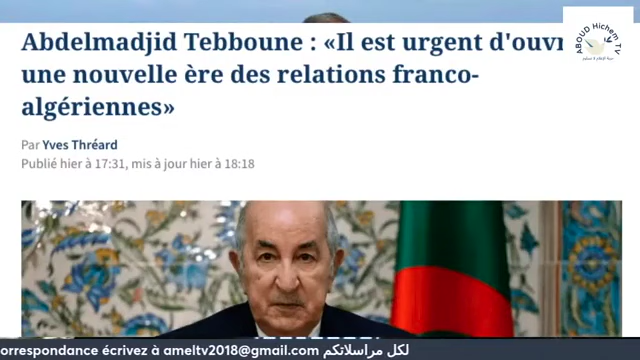 Abdelmadjid Tebboune : «Il est urgent d'ouvr
une nouvelle ère des relations franco-
algériennes»
Par Yves Thréard
Publié hier à 17:31, mis à jour hier à 18:18
ABOUD Hichem TV
orrespondance écrivez à ameltv2018@gmail.com لكل مراسلاتكم